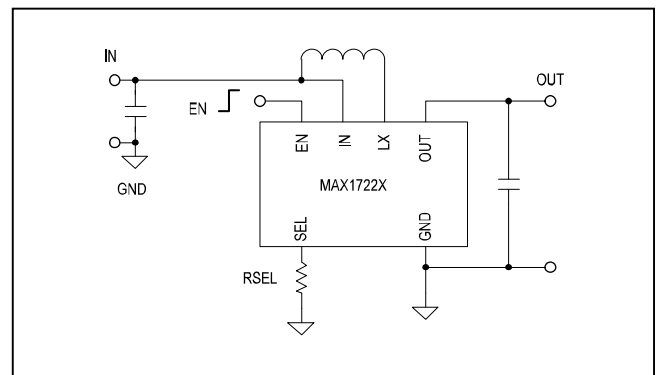 IN
OUT
EN
EN
IN
LX
OUT
GND
MAX1722X
SEL
GND
RSEL